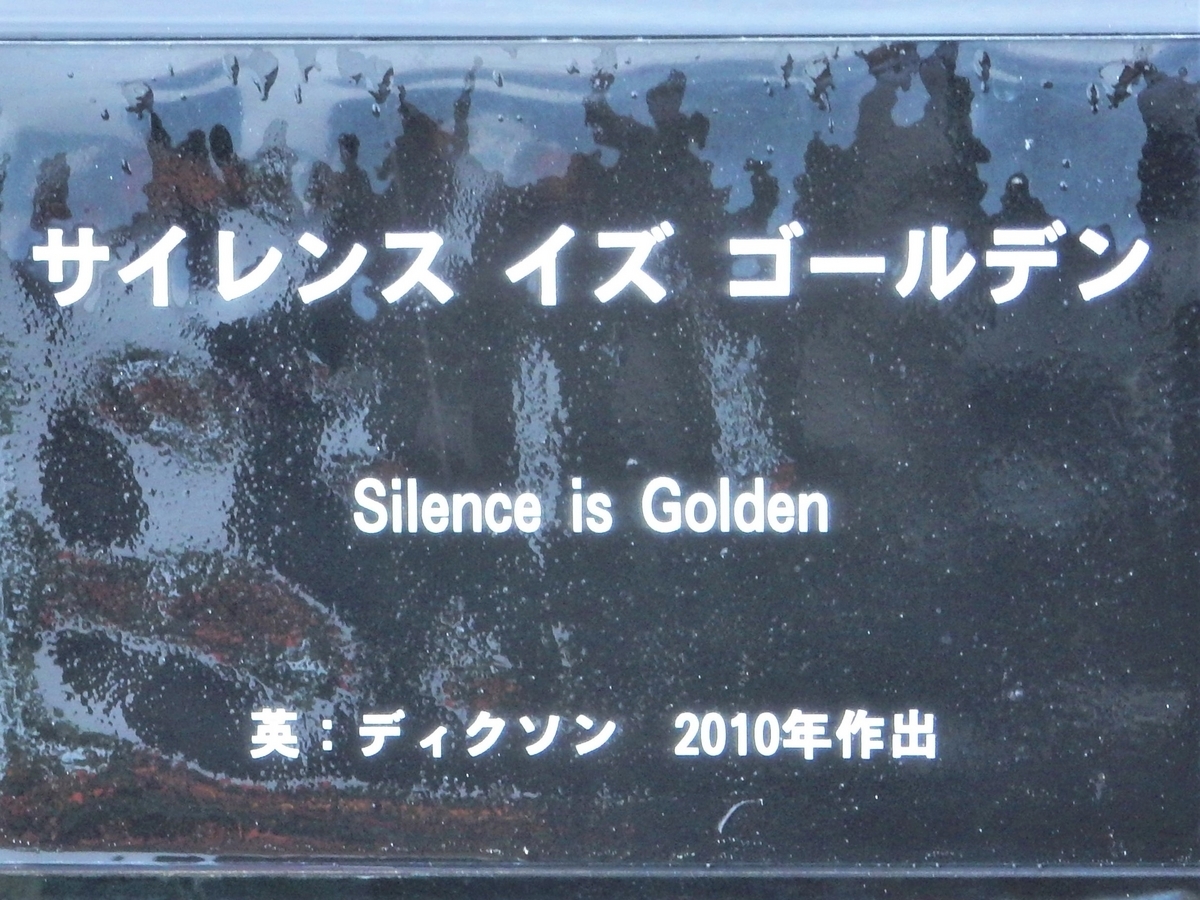 サイレンス イズ ゴールデン
Silence is Golden
英：ディクソン　2010年作出